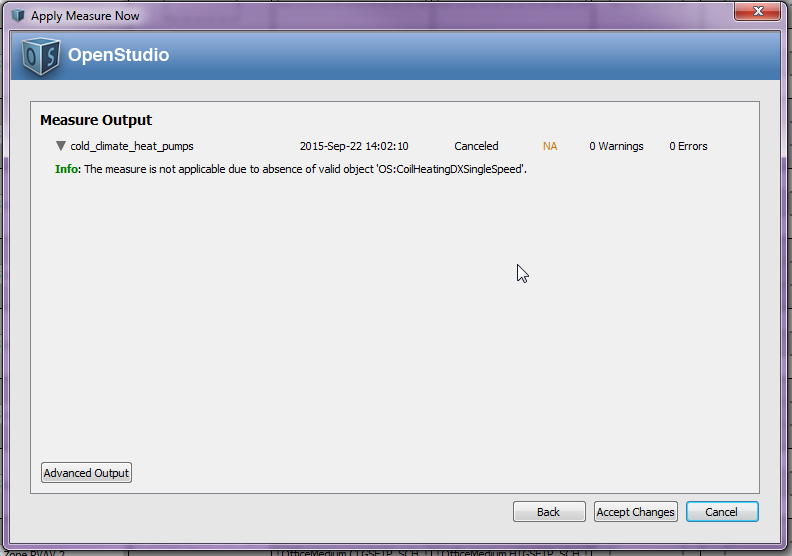 Apply Measure Now
OS OpenStudio
Measure Output
cold_climate_heat_pumps 2015-Sep-22 14:02:10 Canceled NA 0 Warnings 0 Errors
Info: The measure is not applicable due to absence of valid object 'OS:CoilHeatingDXSingleSpeed'.
Advanced Output
Back Accept Changes Cancel